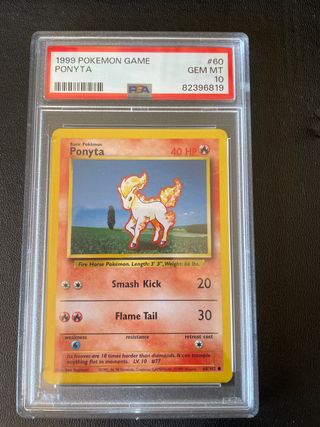 1999 POKEMON GAME #60
PONYTA GEM MT
10
PSA 82396819
Basic Pokémon
Ponyta 40 HP
Fire Horse Pokémon. Length: 3' 3", Weight: 66 lbs.
Smash Kick 20
Flame Tail 30
weakness resistance retreat cost
Its hooves are 10 times harder than diamonds. It can trample
anything flat in moments. LV. 10 #77
60/102